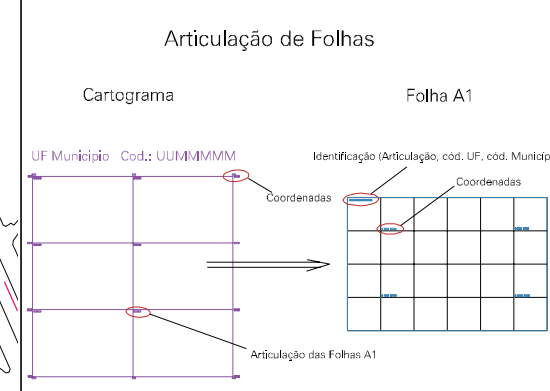 Articulação de Folhas
Cartograma
Folha A1
UF Municipio Cod.: UUMMMMM
Identificação (Articulação, cód. UF, cód. Municíp
Coordenadas
Coordenadas
Articulação das Folhas A1